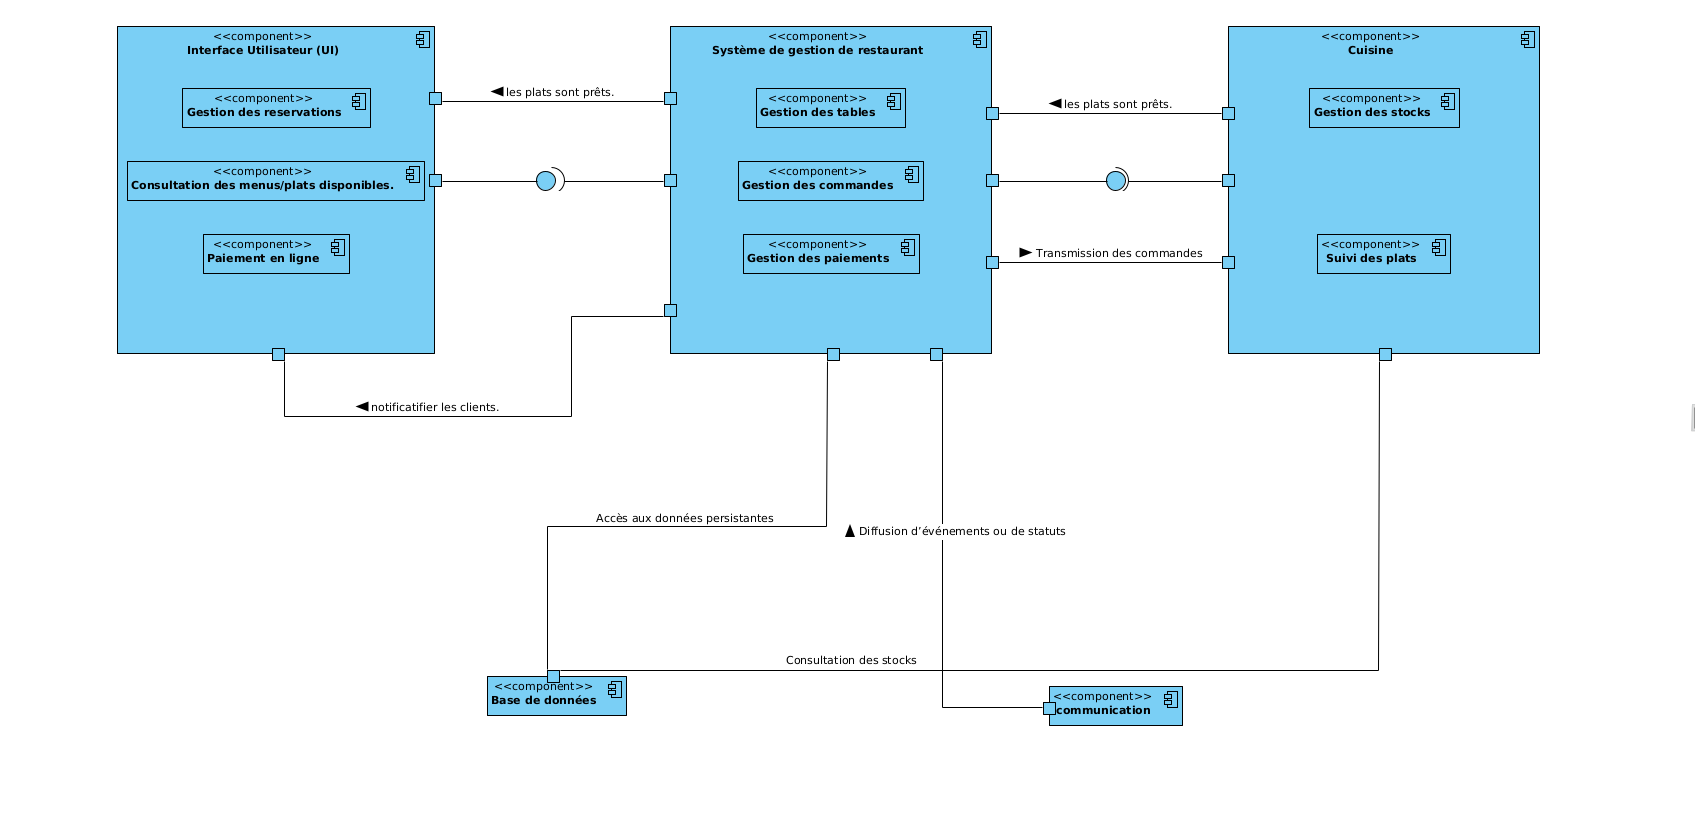 <<component>>
Interface Utilisateur (UI)
<<component>>
Gestion des reservations
<<component>>
Consultation des menus/plats disponibles.
<<component>>
Paiement en ligne
les plats sont prêts.
<<component>>
Système de gestion de restaurant
<<component>>
Gestion des tables
<<component>>
Gestion des commandes
<<component>>
Gestion des paiements
les plats sont prêts.
Transmission des commandes
<<component>>
Cuisine
<<component>>
Gestion des stocks
<<component>>
Suivi des plats
notificatifier les clients.
Accès aux données persistantes
Diffusion d’événements ou de statuts
Consultation des stocks
<<component>>
Base de données
<<component>>
communication